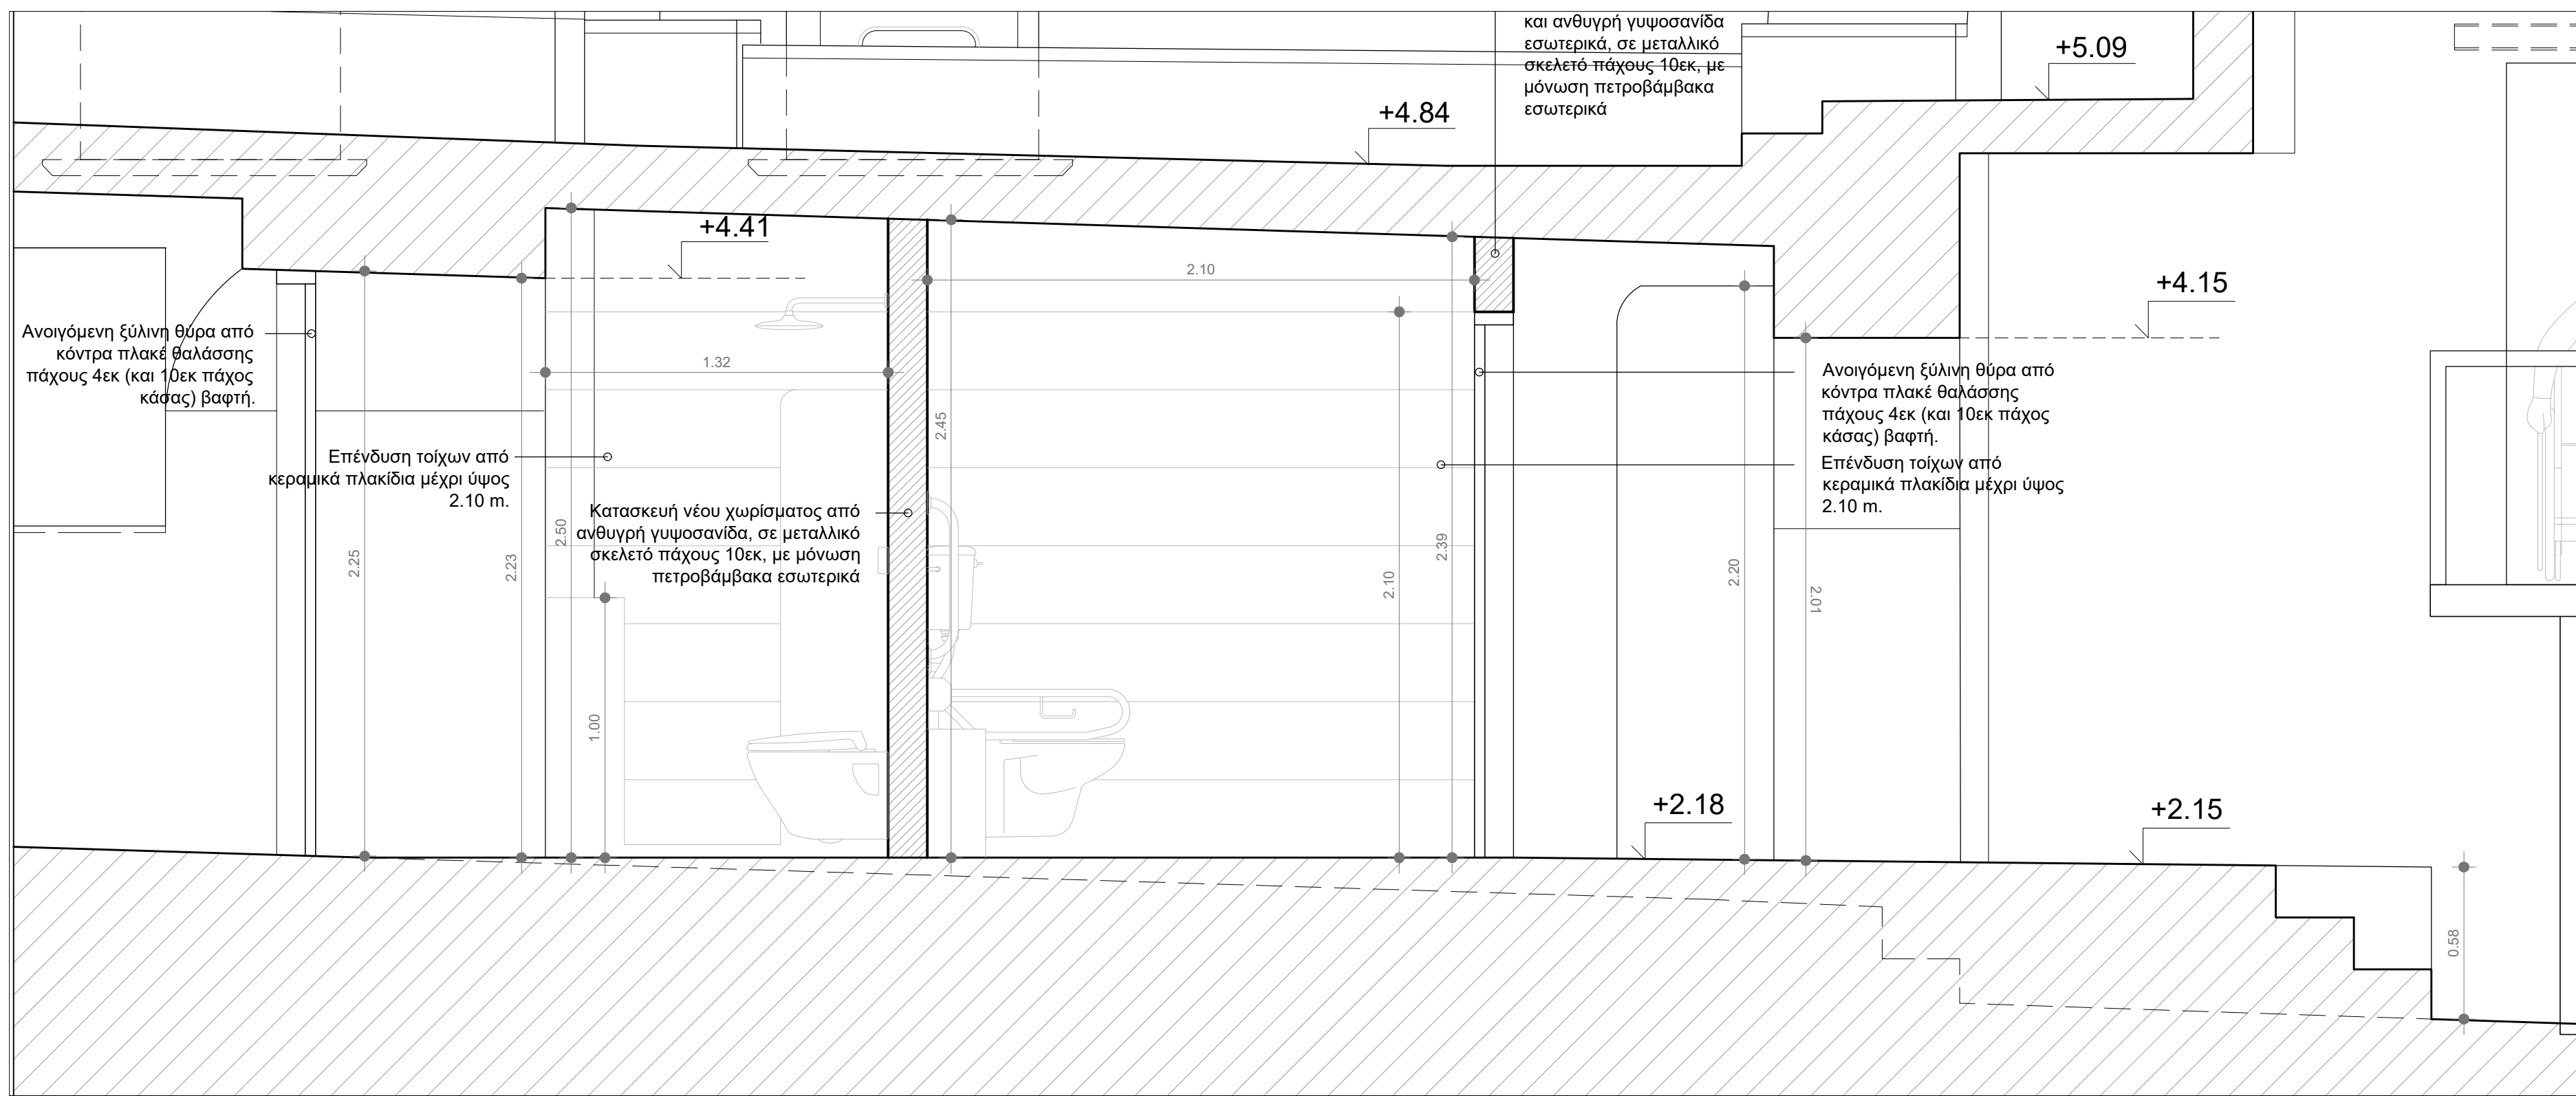 και ανθυγρή γυψοσανίδα
εσωτερικά, σε μεταλλικό
σκελετό πάχους 10εκ, με
μόνωση πετροβάμβακα
εσωτερικά
+5.09
+4.84
+4.41
+4.15
2.10
Ανοιγόμενη ξύλινη θύρα από
κόντρα πλακέ θαλάσσης
πάχους 4εκ (και 10εκ πάχος
κάσας) βαφτή.
1.32
Ανοιγόμενη ξύλινη θύρα από
κόντρα πλακέ θαλάσσης
πάχους 4εκ (και 10εκ πάχος
κάσας) βαφτή.
2.45
Επένδυση τοίχων από
κεραμικά πλακίδια μέχρι ύψος
2.10 m.
Επένδυση τοίχων από
κεραμικά πλακίδια μέχρι ύψος
2.10 m.
Κατασκευή νέου χωρίσματος από
ανθυγρή γυψοσανίδα, σε μεταλλικό
σκελετό πάχους 10εκ, με μόνωση
πετροβάμβακα εσωτερικά
2.25
2.23
2.50
2.39
2.10
2.20
2.01
1.00
+2.18
+2.15
0.58